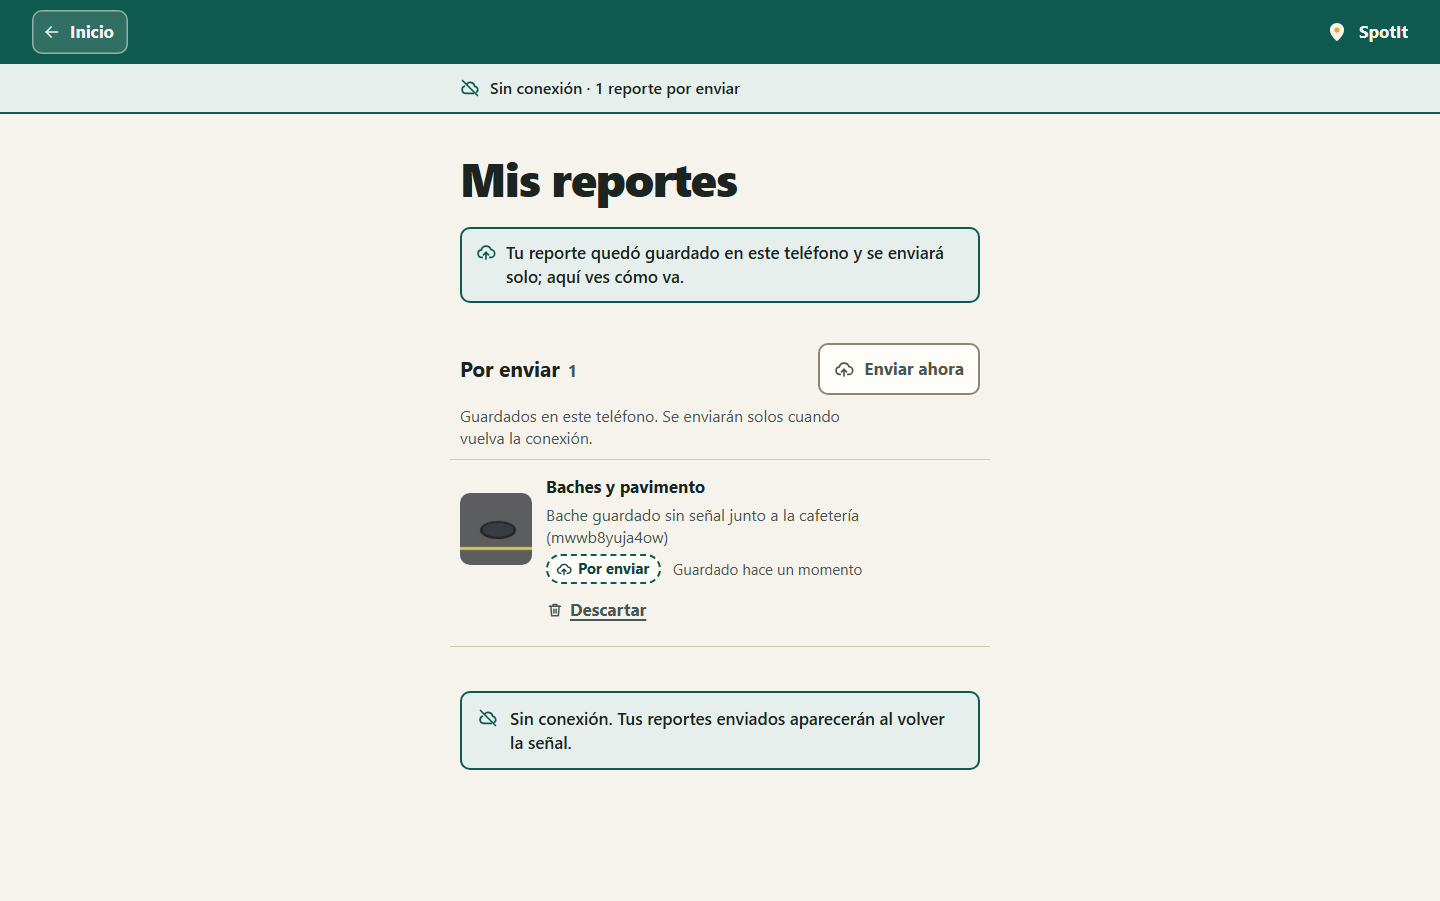 Inicio
SpotIt
Sin conexión · 1 reporte por enviar
Mis reportes
Tu reporte quedó guardado en este teléfono y se enviará
solo; aquí ves cómo va.
Por enviar 1
Enviar ahora
Guardados en este teléfono. Se enviarán solos cuando
vuelva la conexión.
Baches y pavimento
Bache guardado sin señal junto a la cafetería
(mwwb8yuja4ow)
Por enviar
Guardado hace un momento
Descartar
Sin conexión. Tus reportes enviados aparecerán al volver
la señal.